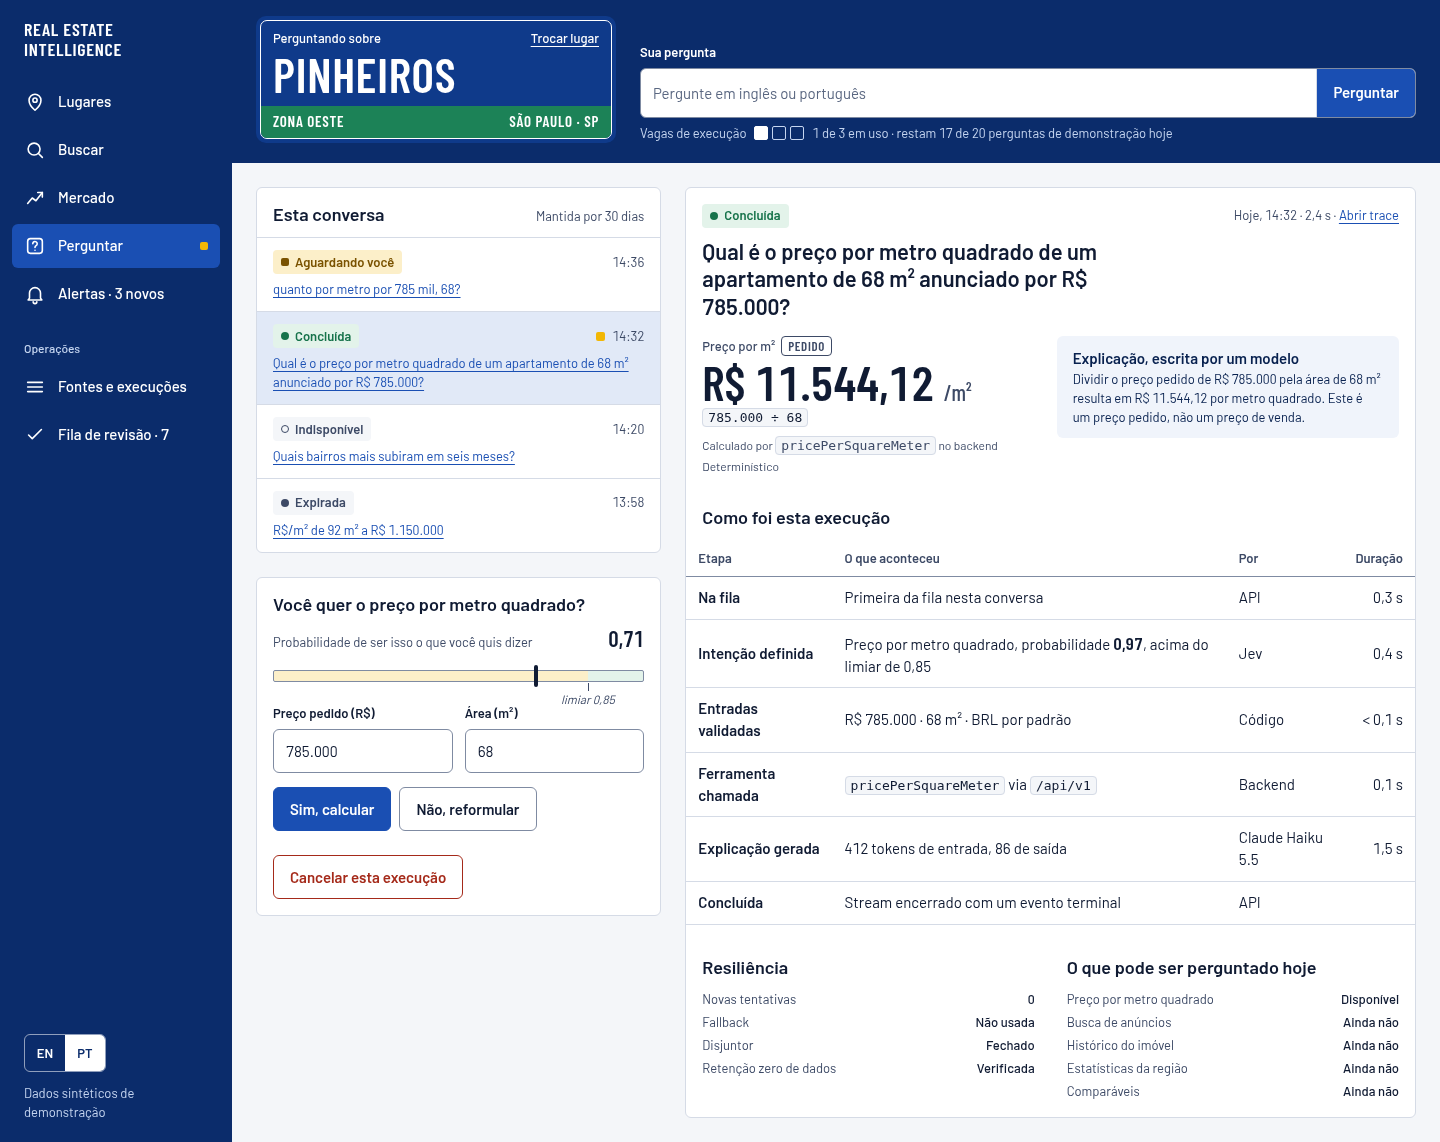 REAL ESTATE
INTELLIGENCE
Lugares
Buscar
Mercado
Perguntar
Alertas · 3 novos
Operações
Fontes e execuções
Fila de revisão · 7
EN
PT
Dados sintéticos de
demonstração
Perguntando sobre
Trocar lugar
PINHEIROS
ZONA OESTE
SÃO PAULO · SP
Sua pergunta
Pergunte em inglês ou português
Perguntar
Vagas de execução
1 de 3 em uso · restam 17 de 20 perguntas de demonstração hoje
Esta conversa
Mantida por 30 dias
Aguardando você
14:36
quanto por metro por 785 mil, 68?
Concluída
14:32
Qual é o preço por metro quadrado de um apartamento de 68 m²
anunciado por R$ 785.000?
Indisponível
14:20
Quais bairros mais subiram em seis meses?
Expirada
13:58
R$/m² de 92 m² a R$ 1.150.000
Você quer o preço por metro quadrado?
Probabilidade de ser isso o que você quis dizer
0,71
limiar 0,85
Preço pedido (R$)
Área (m²)
785.000
68
Sim, calcular
Não, reformular
Cancelar esta execução
Concluída
Hoje, 14:32 · 2,4 s · Abrir trace
Qual é o preço por metro quadrado de um
apartamento de 68 m² anunciado por R$
785.000?
Preço por m²
PEDIDO
R$ 11.544,12 /m²
785.000 ÷ 68
Calculado por pricePerSquareMeter no backend
Determinístico
Explicação, escrita por um modelo
Dividir o preço pedido de R$ 785.000 pela área de 68 m²
resulta em R$ 11.544,12 por metro quadrado. Este é
um preço pedido, não um preço de venda.
Como foi esta execução
Etapa
O que aconteceu
Por
Duração
Na fila
Primeira da fila nesta conversa
API
0,3 s
Intenção definida
Preço por metro quadrado, probabilidade 0,97, acima do
limiar de 0,85
Jev
0,4 s
Entradas
validadas
R$ 785.000 · 68 m² · BRL por padrão
Código
< 0,1 s
Ferramenta
chamada
pricePerSquareMeter via /api/v1
Backend
0,1 s
Explicação gerada
412 tokens de entrada, 86 de saída
Claude Haiku
5.5
1,5 s
Concluída
Stream encerrado com um evento terminal
API
Resiliência
Novas tentativas
0
Fallback
Não usada
Disjuntor
Fechado
Retenção zero de dados
Verificada
O que pode ser perguntado hoje
Preço por metro quadrado
Disponível
Busca de anúncios
Ainda não
Histórico do imóvel
Ainda não
Estatísticas da região
Ainda não
Comparáveis
Ainda não